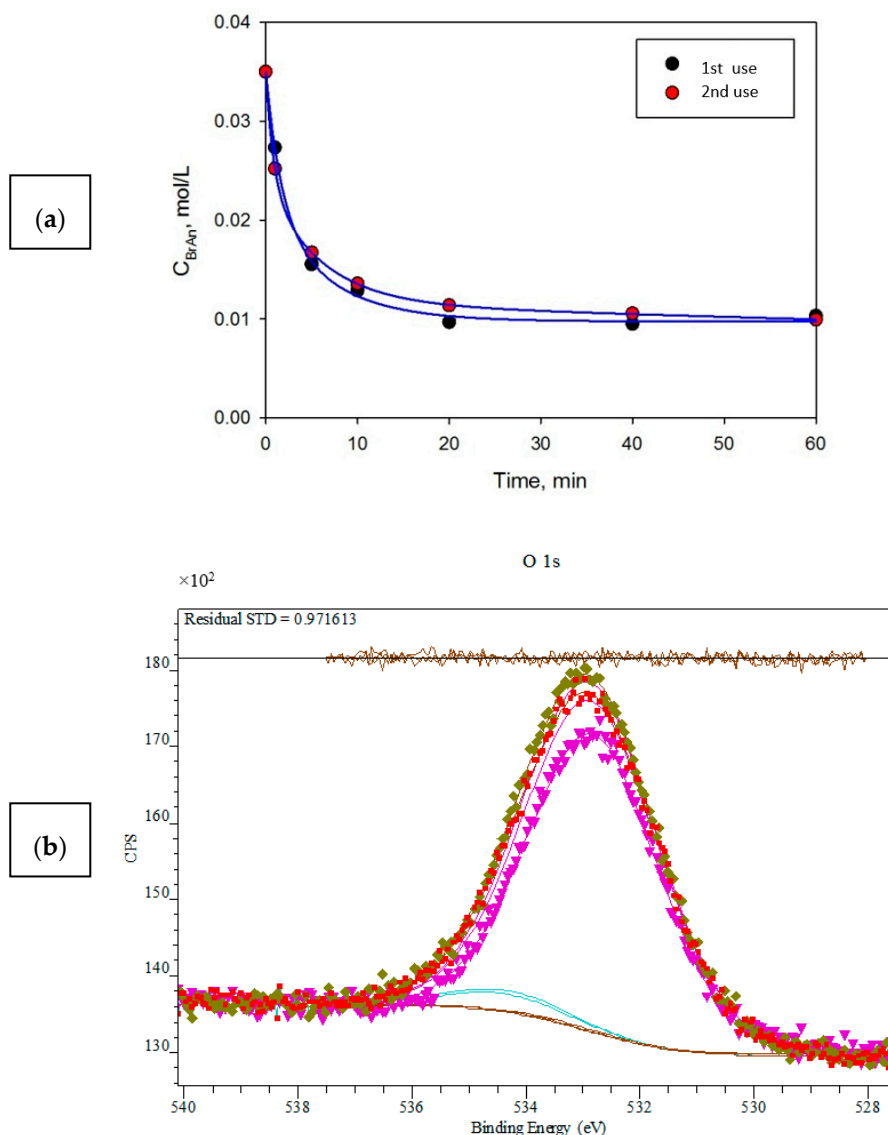 (a)
0.04
0.03
0.02
0.01
0.00
C_BrAn, mol/L
1st use
2nd use
0 10 20 30 40 50 60
Time, min
(b)
O 1s
×10²
Residual STD = 0.971613
180
170
160
150
140
130
CPS
540 538 536 534 532 530 528
Binding Energy (eV)